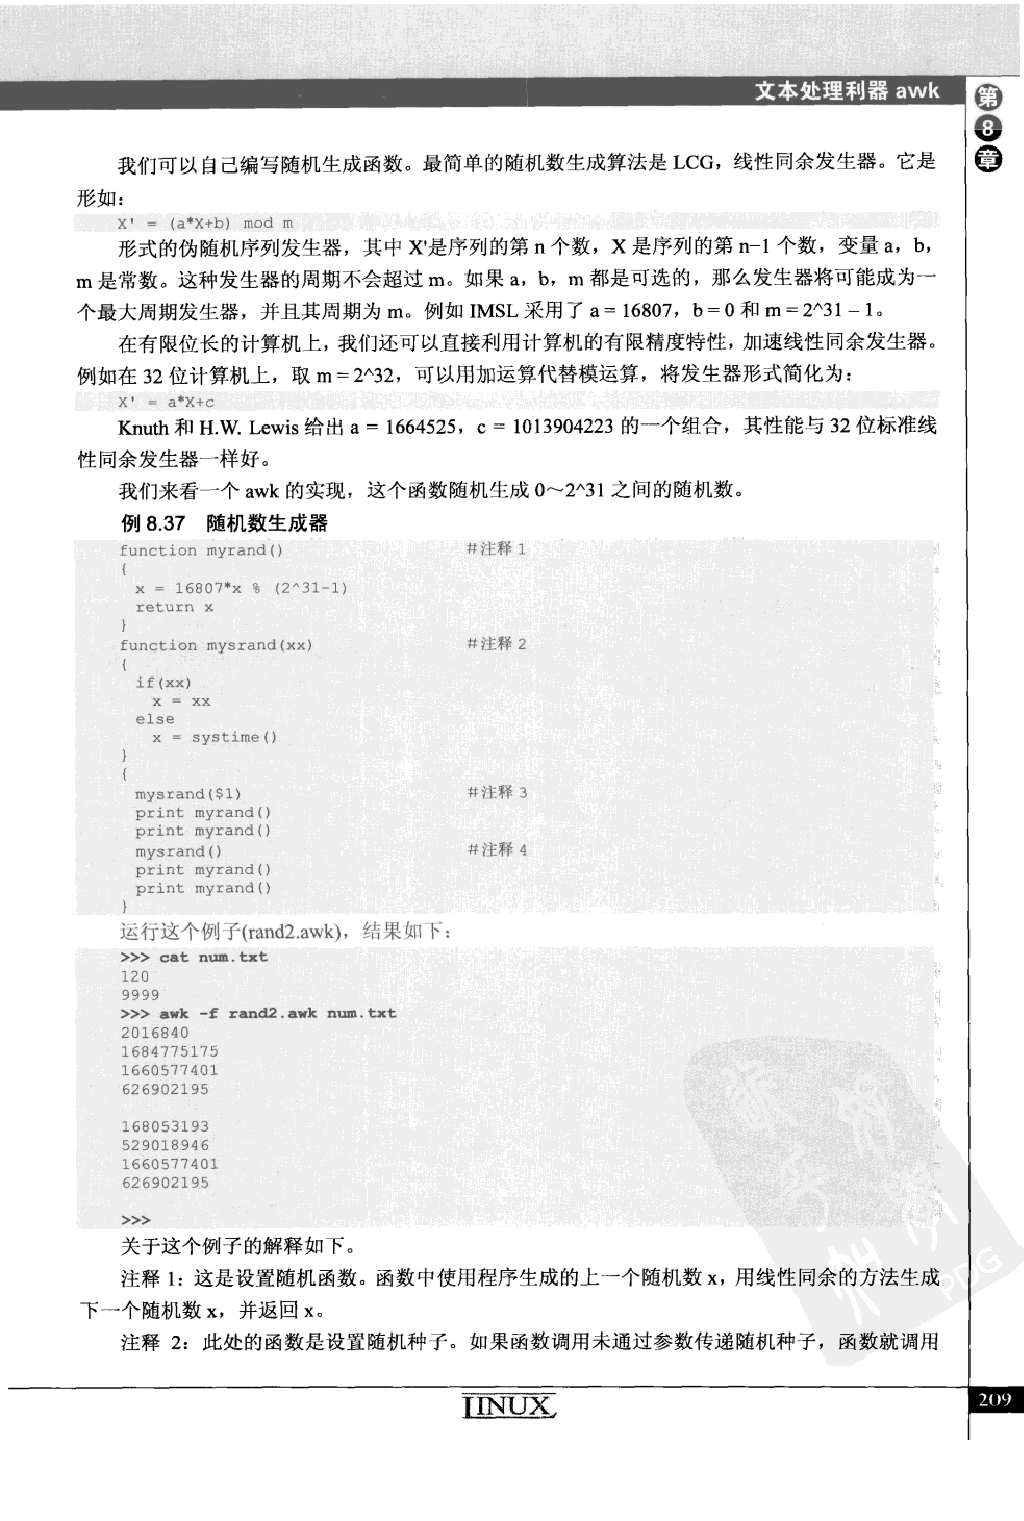 文本处理利器 awk
第8章
我们可以自己编写随机生成函数。最简单的随机数生成算法是 LCG，线性同余发生器。它是
形如：
X' = (a*X+b) mod m
形式的伪随机序列发生器，其中 X'是序列的第 n 个数，X 是序列的第 n–1 个数，变量 a，b，
m 是常数。这种发生器的周期不会超过 m。如果 a，b，m 都是可选的，那么发生器将可能成为一
个最大周期发生器，并且其周期为 m。例如 IMSL 采用了 a = 16807，b = 0 和 m = 2^31 – 1。
在有限位长的计算机上，我们还可以直接利用计算机的有限精度特性，加速线性同余发生器。
例如在 32 位计算机上，取 m = 2^32，可以用加运算代替模运算，将发生器形式简化为：
X' = a*X+c
Knuth 和 H.W. Lewis 给出 a = 1664525，c = 1013904223 的一个组合，其性能与 32 位标准线
性同余发生器一样好。
我们来看一个 awk 的实现，这个函数随机生成 0～2^31 之间的随机数。
例 8.37 随机数生成器
function myrand() #注释 1
{
x = 16807*x % (2^31-1)
return x
}
function mysrand(xx) #注释 2
{
if(xx)
x = xx
else
x = systime()
}
{
mysrand($1) #注释 3
print myrand()
print myrand()
mysrand() #注释 4
print myrand()
print myrand()
}
运行这个例子(rand2.awk)，结果如下：
>>> cat num.txt
120
9999
>>> awk -f rand2.awk num.txt
2016840
1684775175
1660577401
626902195
168053193
529018946
1660577401
626902195
>>>
关于这个例子的解释如下。
注释 1：这是设置随机函数。函数中使用程序生成的上一个随机数 x，用线性同余的方法生成
下一个随机数 x，并返回 x。
注释 2：此处的函数是设置随机种子。如果函数调用未通过参数传递随机种子，函数就调用
PDG
LINUX
209